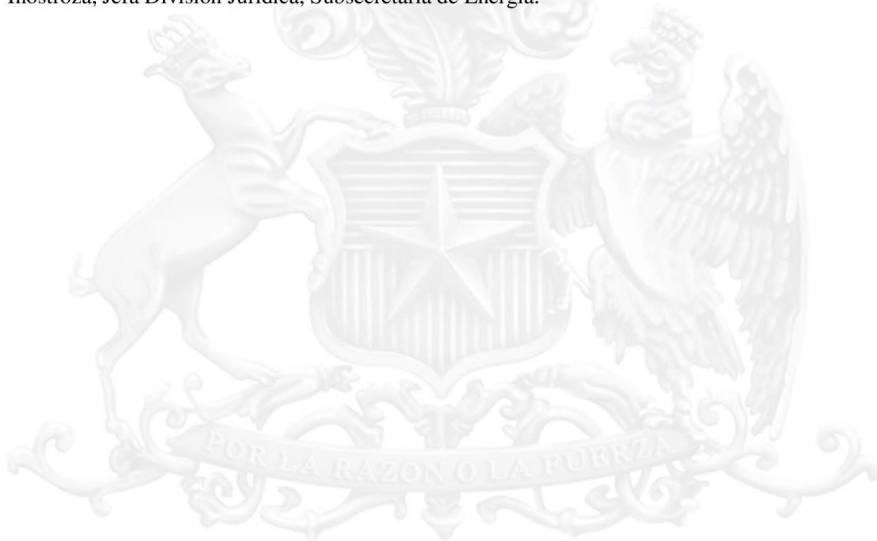 Inostroza, Jefa División Jurídica, Subsecretaría de Energía.
POR LA RAZON O LA FUERZA